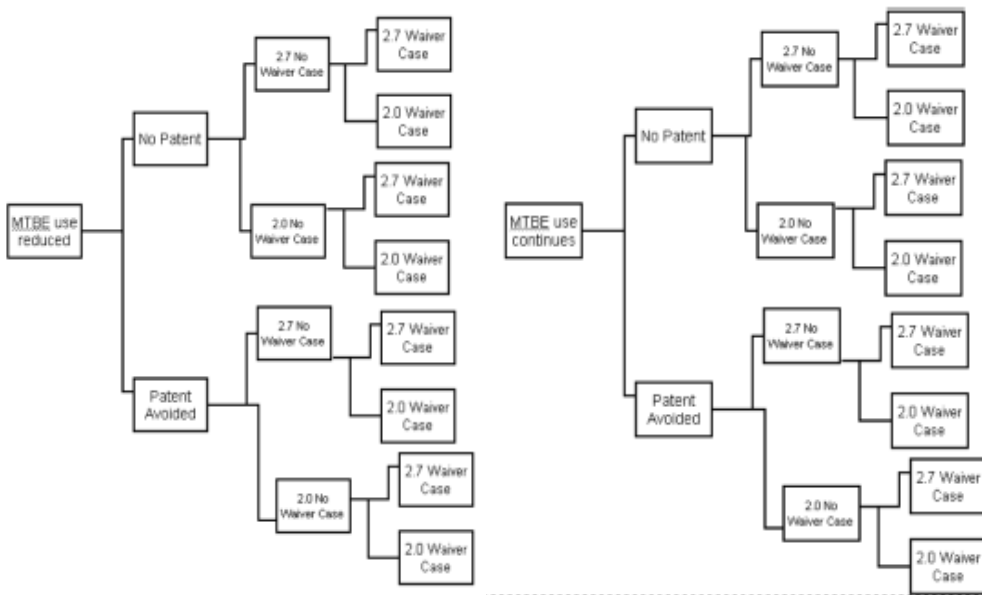 MTBE use
reduced
No Patent
2.7 No
Waiver Case
2.7 Waiver
Case
2.0 Waiver
Case
2.0 No
Waiver Case
2.7 Waiver
Case
2.0 Waiver
Case
Patent
Avoided
2.7 No
Waiver Case
2.7 Waiver
Case
2.0 Waiver
Case
2.0 No
Waiver Case
2.7 Waiver
Case
2.0 Waiver
Case
MTBE use
continues
No Patent
2.7 No
Waiver Case
2.7 Waiver
Case
2.0 Waiver
Case
2.0 No
Waiver Case
2.7 Waiver
Case
2.0 Waiver
Case
Patent
Avoided
2.7 No
Waiver Case
2.7 Waiver
Case
2.0 Waiver
Case
2.0 No
Waiver Case
2.7 Waiver
Case
2.0 Waiver
Case